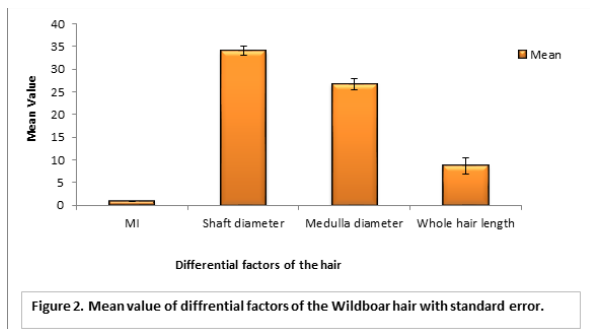 40
35
30
25
20
15
10
5
0
Mean Value
Mean
MI Shaft diameter Medulla diameter Whole hair length
Differential factors of the hair
Figure 2. Mean value of diffrential factors of the Wildboar hair with standard error.